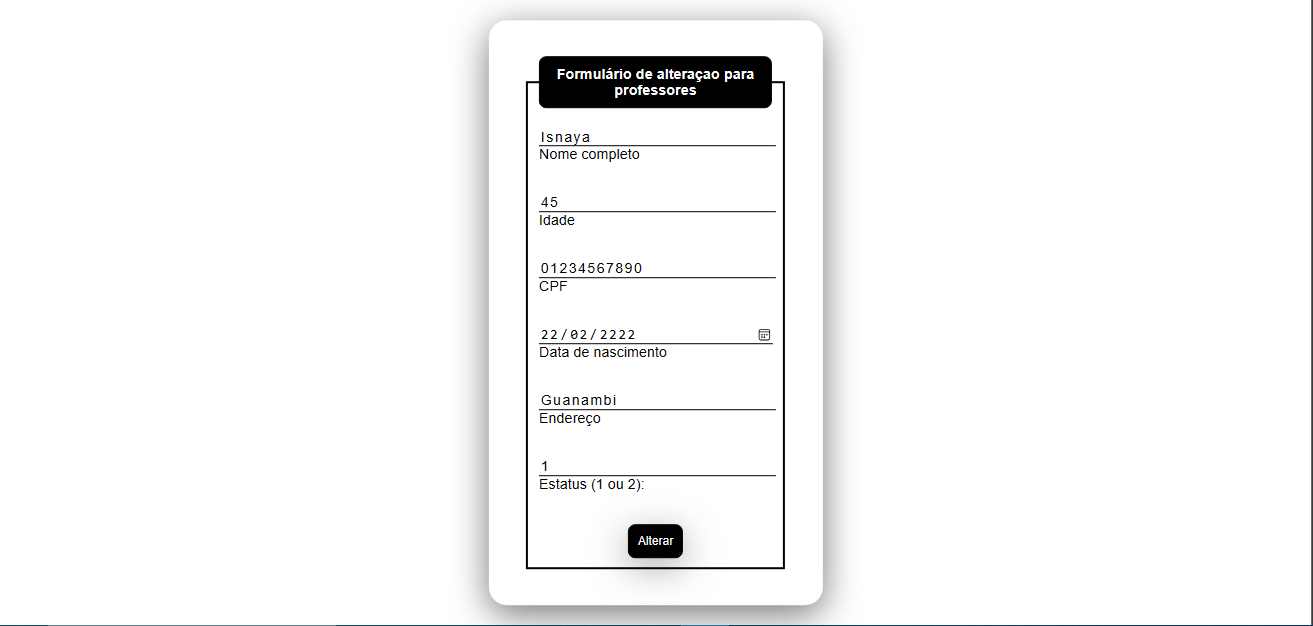 Formulário de alteraçao para
professores
Isnaya
Nome completo
45
Idade
01234567890
CPF
22/02/2222
Data de nascimento
Guanambi
Endereço
1
Estatus (1 ou 2):
Alterar